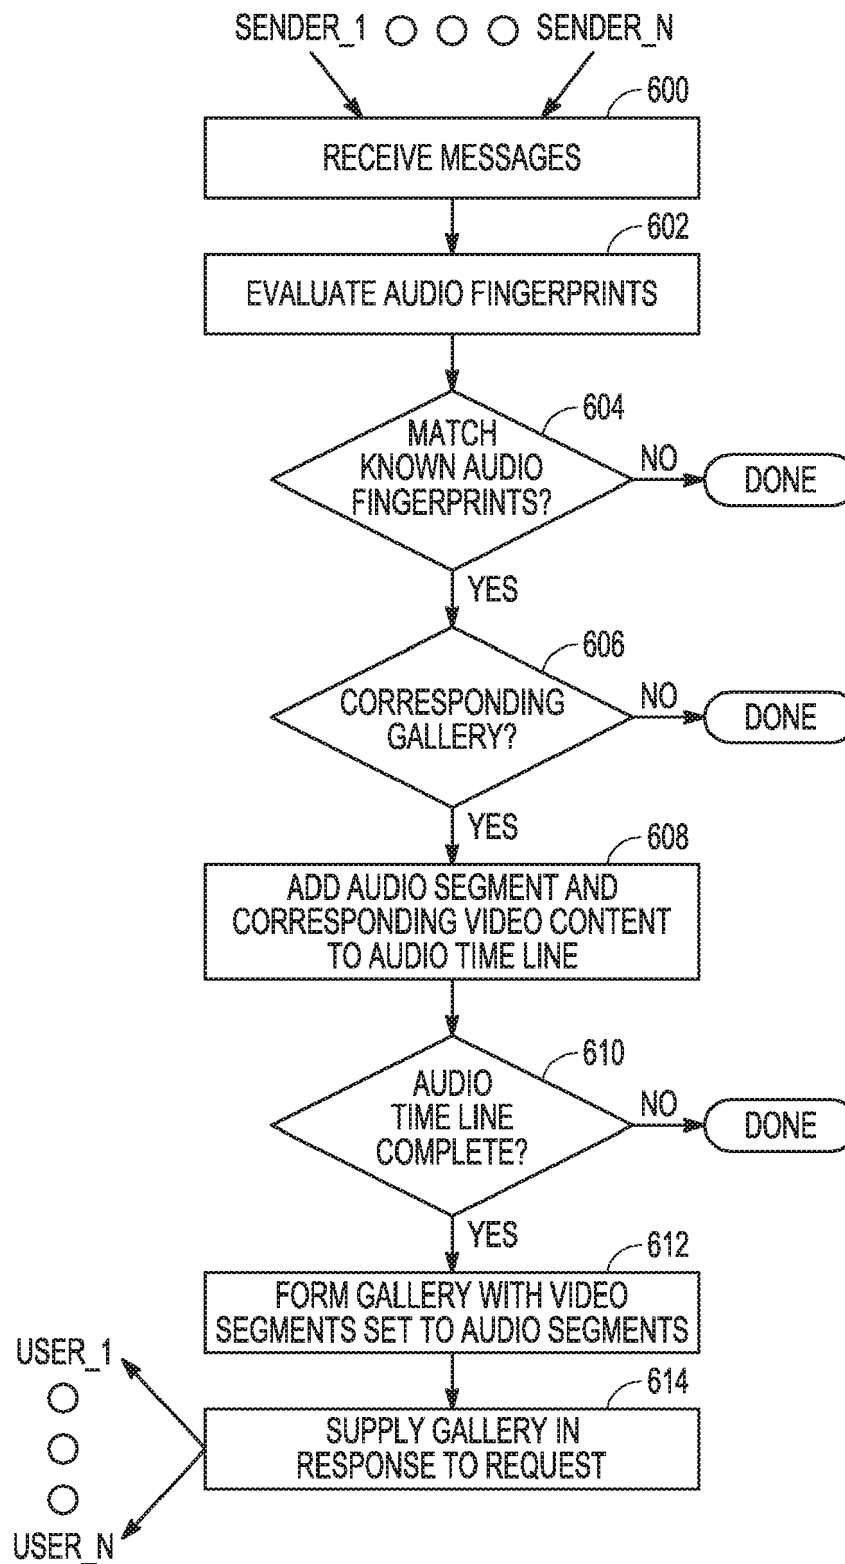 SENDER_1 SENDER_N
600
RECEIVE MESSAGES
602
EVALUATE AUDIO FINGERPRINTS
604
MATCH
KNOWN AUDIO
FINGERPRINTS?
NO
DONE
YES
606
CORRESPONDING
GALLERY?
NO
DONE
YES
608
ADD AUDIO SEGMENT AND
CORRESPONDING VIDEO CONTENT
TO AUDIO TIME LINE
610
AUDIO
TIME LINE
COMPLETE?
NO
DONE
YES
612
FORM GALLERY WITH VIDEO
SEGMENTS SET TO AUDIO SEGMENTS
614
SUPPLY GALLERY IN
RESPONSE TO REQUEST
USER_1
USER_N